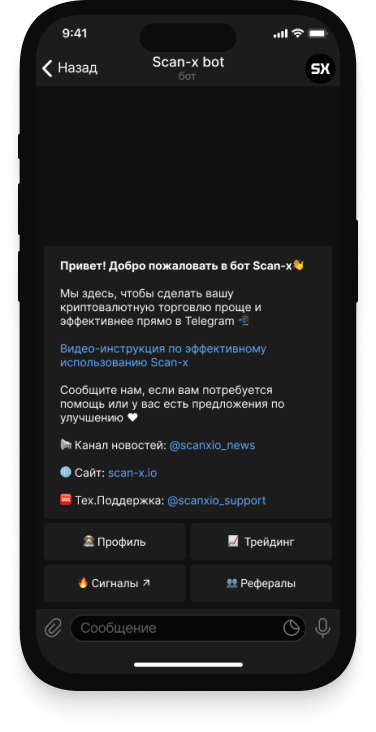 9:41
Назад
Scan-x bot
бот
SX
Привет! Добро пожаловать в бот Scan-x👋
Мы здесь, чтобы сделать вашу
криптовалютную торговлю проще и
эффективнее прямо в Telegram 📲
Видео-инструкция по эффективному
использованию Scan-x
Сообщите нам, если вам потребуется
помощь или у вас есть предложения по
улучшению 🤍
Канал новостей: @scanxio_news
🌐 Сайт: scan-x.io
🆘 Тех.Поддержка: @scanxio_support
Профиль
📈 Трейдинг
🔥 Сигналы ↗
👥 Рефералы
Сообщение